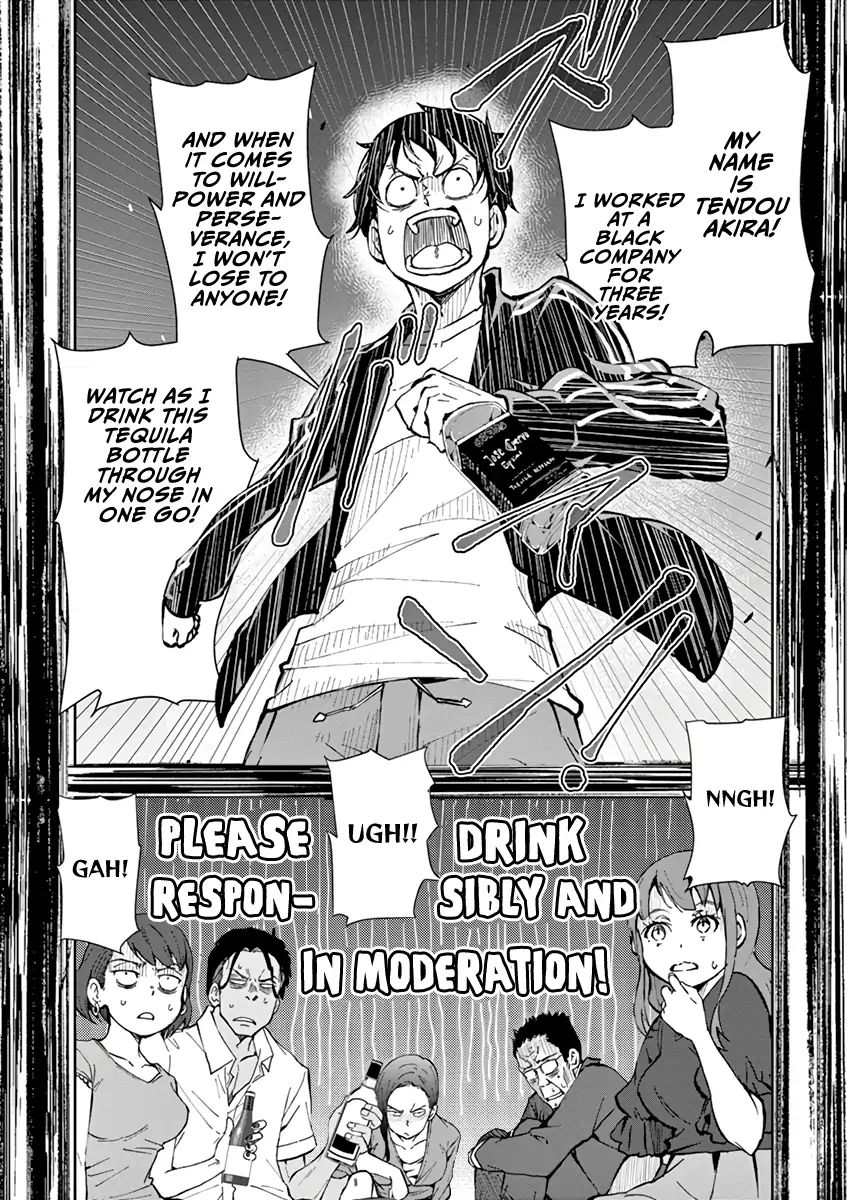 MY
NAME
IS
TENDOU
AKIRA!
I WORKED
AT A
BLACK
COMPANY
FOR
THREE
YEARS!
AND WHEN
IT COMES
TO WILL-
POWER AND
PERSE-
VERANCE,
I WON'T
LOSE TO
ANYONE!
WATCH AS I
DRINK THIS
TEQUILA
BOTTLE
THROUGH
MY NOSE IN
ONE GO!
Jose Cuervo
NNGH!
UGH!!
GAH!
PLEASE DRINK
RESPON- SIBLY AND
IN MODERATION!